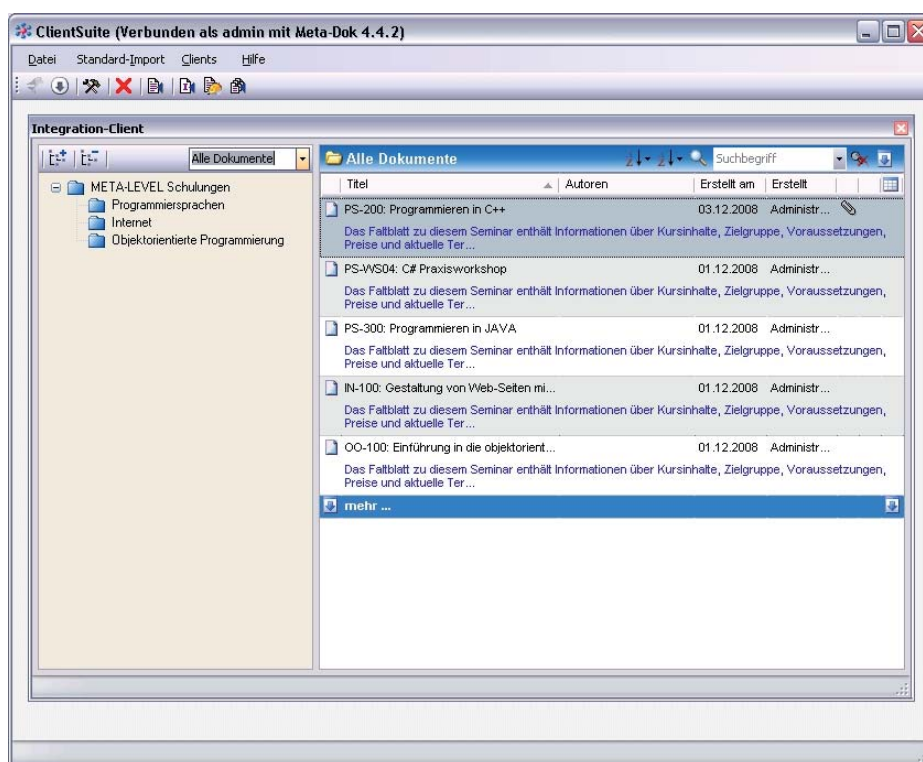 ClientSuite (Verbunden als admin mit Meta-Dok 4.4.2)
Datei Standard-Import Clients Hilfe
Integration-Client
Alle Dokumente
META-LEVEL Schulungen
Programmiersprachen
Internet
Objektorientierte Programmierung
Alle Dokumente Suchbegriff
Titel Autoren Erstellt am Erstellt
PS-200: Programmieren in C++ 03.12.2008 Administr...
Das Faltblatt zu diesem Seminar enthält Informationen über Kursinhalte, Zielgruppe, Voraussetzungen,
Preise und aktuelle Ter...
PS-WS04: C# Praxisworkshop 01.12.2008 Administr...
Das Faltblatt zu diesem Seminar enthält Informationen über Kursinhalte, Zielgruppe, Voraussetzungen,
Preise und aktuelle Ter...
PS-300: Programmieren in JAVA 01.12.2008 Administr...
Das Faltblatt zu diesem Seminar enthält Informationen über Kursinhalte, Zielgruppe, Voraussetzungen,
Preise und aktuelle Ter...
IN-100: Gestaltung von Web-Seiten mi... 01.12.2008 Administr...
Das Faltblatt zu diesem Seminar enthält Informationen über Kursinhalte, Zielgruppe, Voraussetzungen,
Preise und aktuelle Ter...
OO-100: Einführung in die objektorient... 01.12.2008 Administr...
Das Faltblatt zu diesem Seminar enthält Informationen über Kursinhalte, Zielgruppe, Voraussetzungen,
Preise und aktuelle Ter...
mehr ...